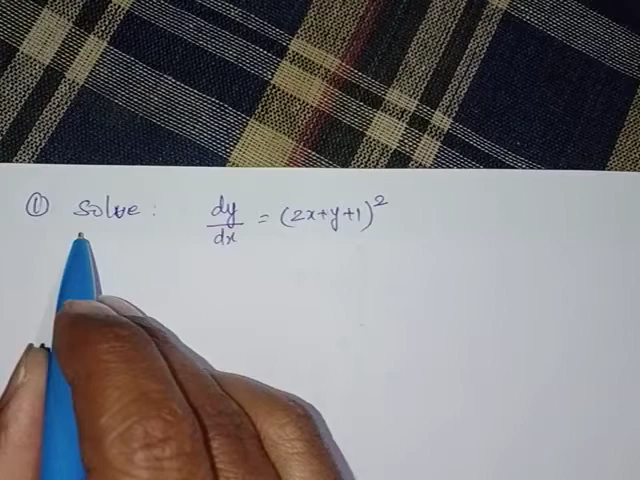 ① Solve : dy/dx = (2x+y+1)²